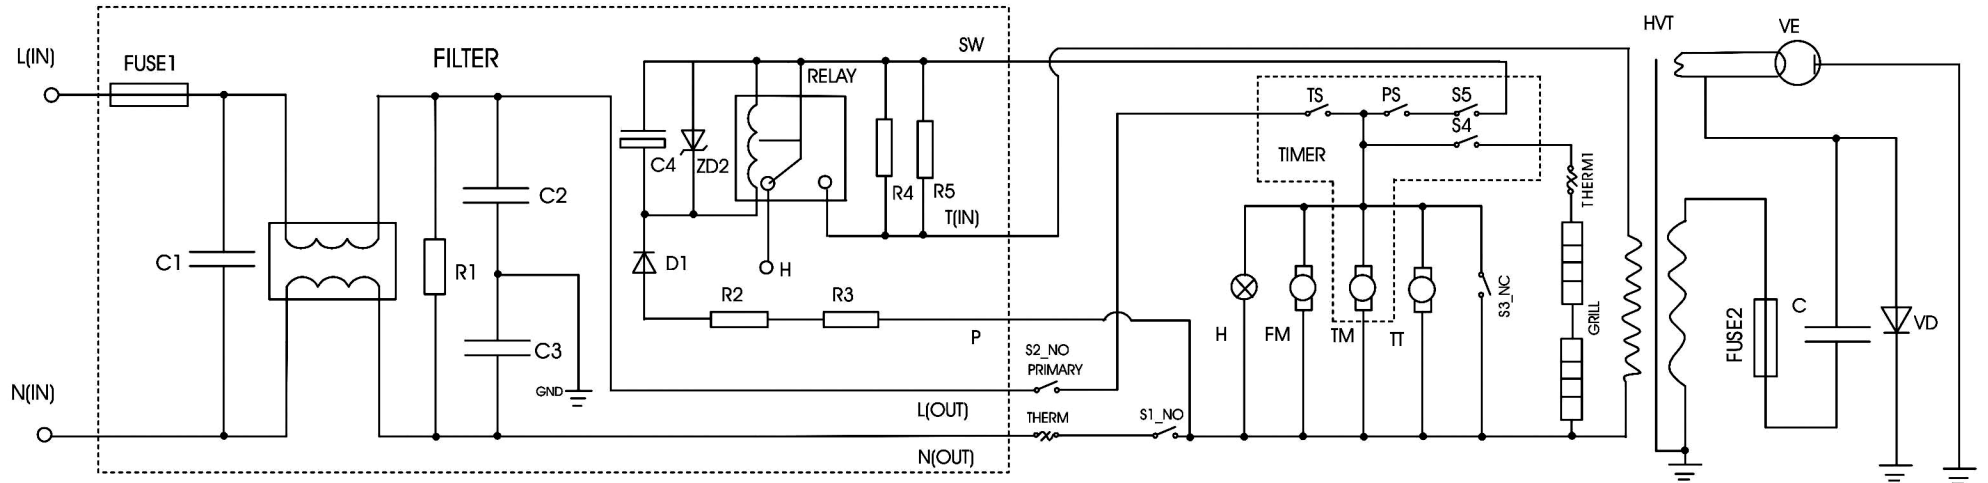 L(IN)
FUSE1
FILTER
SW
RELAY
HVT
VE
TS
PS
S5
S4
TIMER
THERM1
C4
ZD2
R4
R5
T(IN)
C2
C1
R1
D1
H
R2
R3
P
C3
GND
S2_NO
PRIMARY
H
FM
TM
TT
S3_NC
GRILL
FUSE2
C
VD
N(IN)
L(OUT)
THERM
S1_NO
N(OUT)